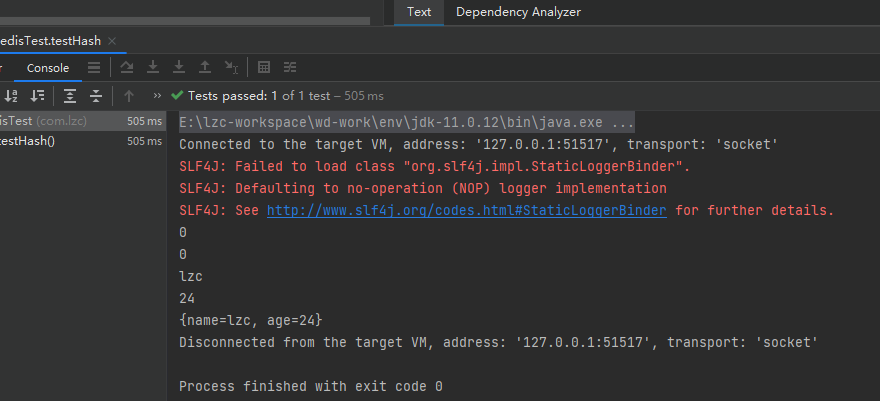 Text Dependency Analyzer
edisTest.testHash ×
r Console
» Tests passed: 1 of 1 test – 505 ms
isTest (com.lzc) 505 ms
estHash() 505 ms
E:\lzc-workspace\wd-work\env\jdk-11.0.12\bin\java.exe ...
Connected to the target VM, address: '127.0.0.1:51517', transport: 'socket'
SLF4J: Failed to load class "org.slf4j.impl.StaticLoggerBinder".
SLF4J: Defaulting to no-operation (NOP) logger implementation
SLF4J: See http://www.slf4j.org/codes.html#StaticLoggerBinder for further details.
0
0
lzc
24
{name=lzc, age=24}
Disconnected from the target VM, address: '127.0.0.1:51517', transport: 'socket'
Process finished with exit code 0